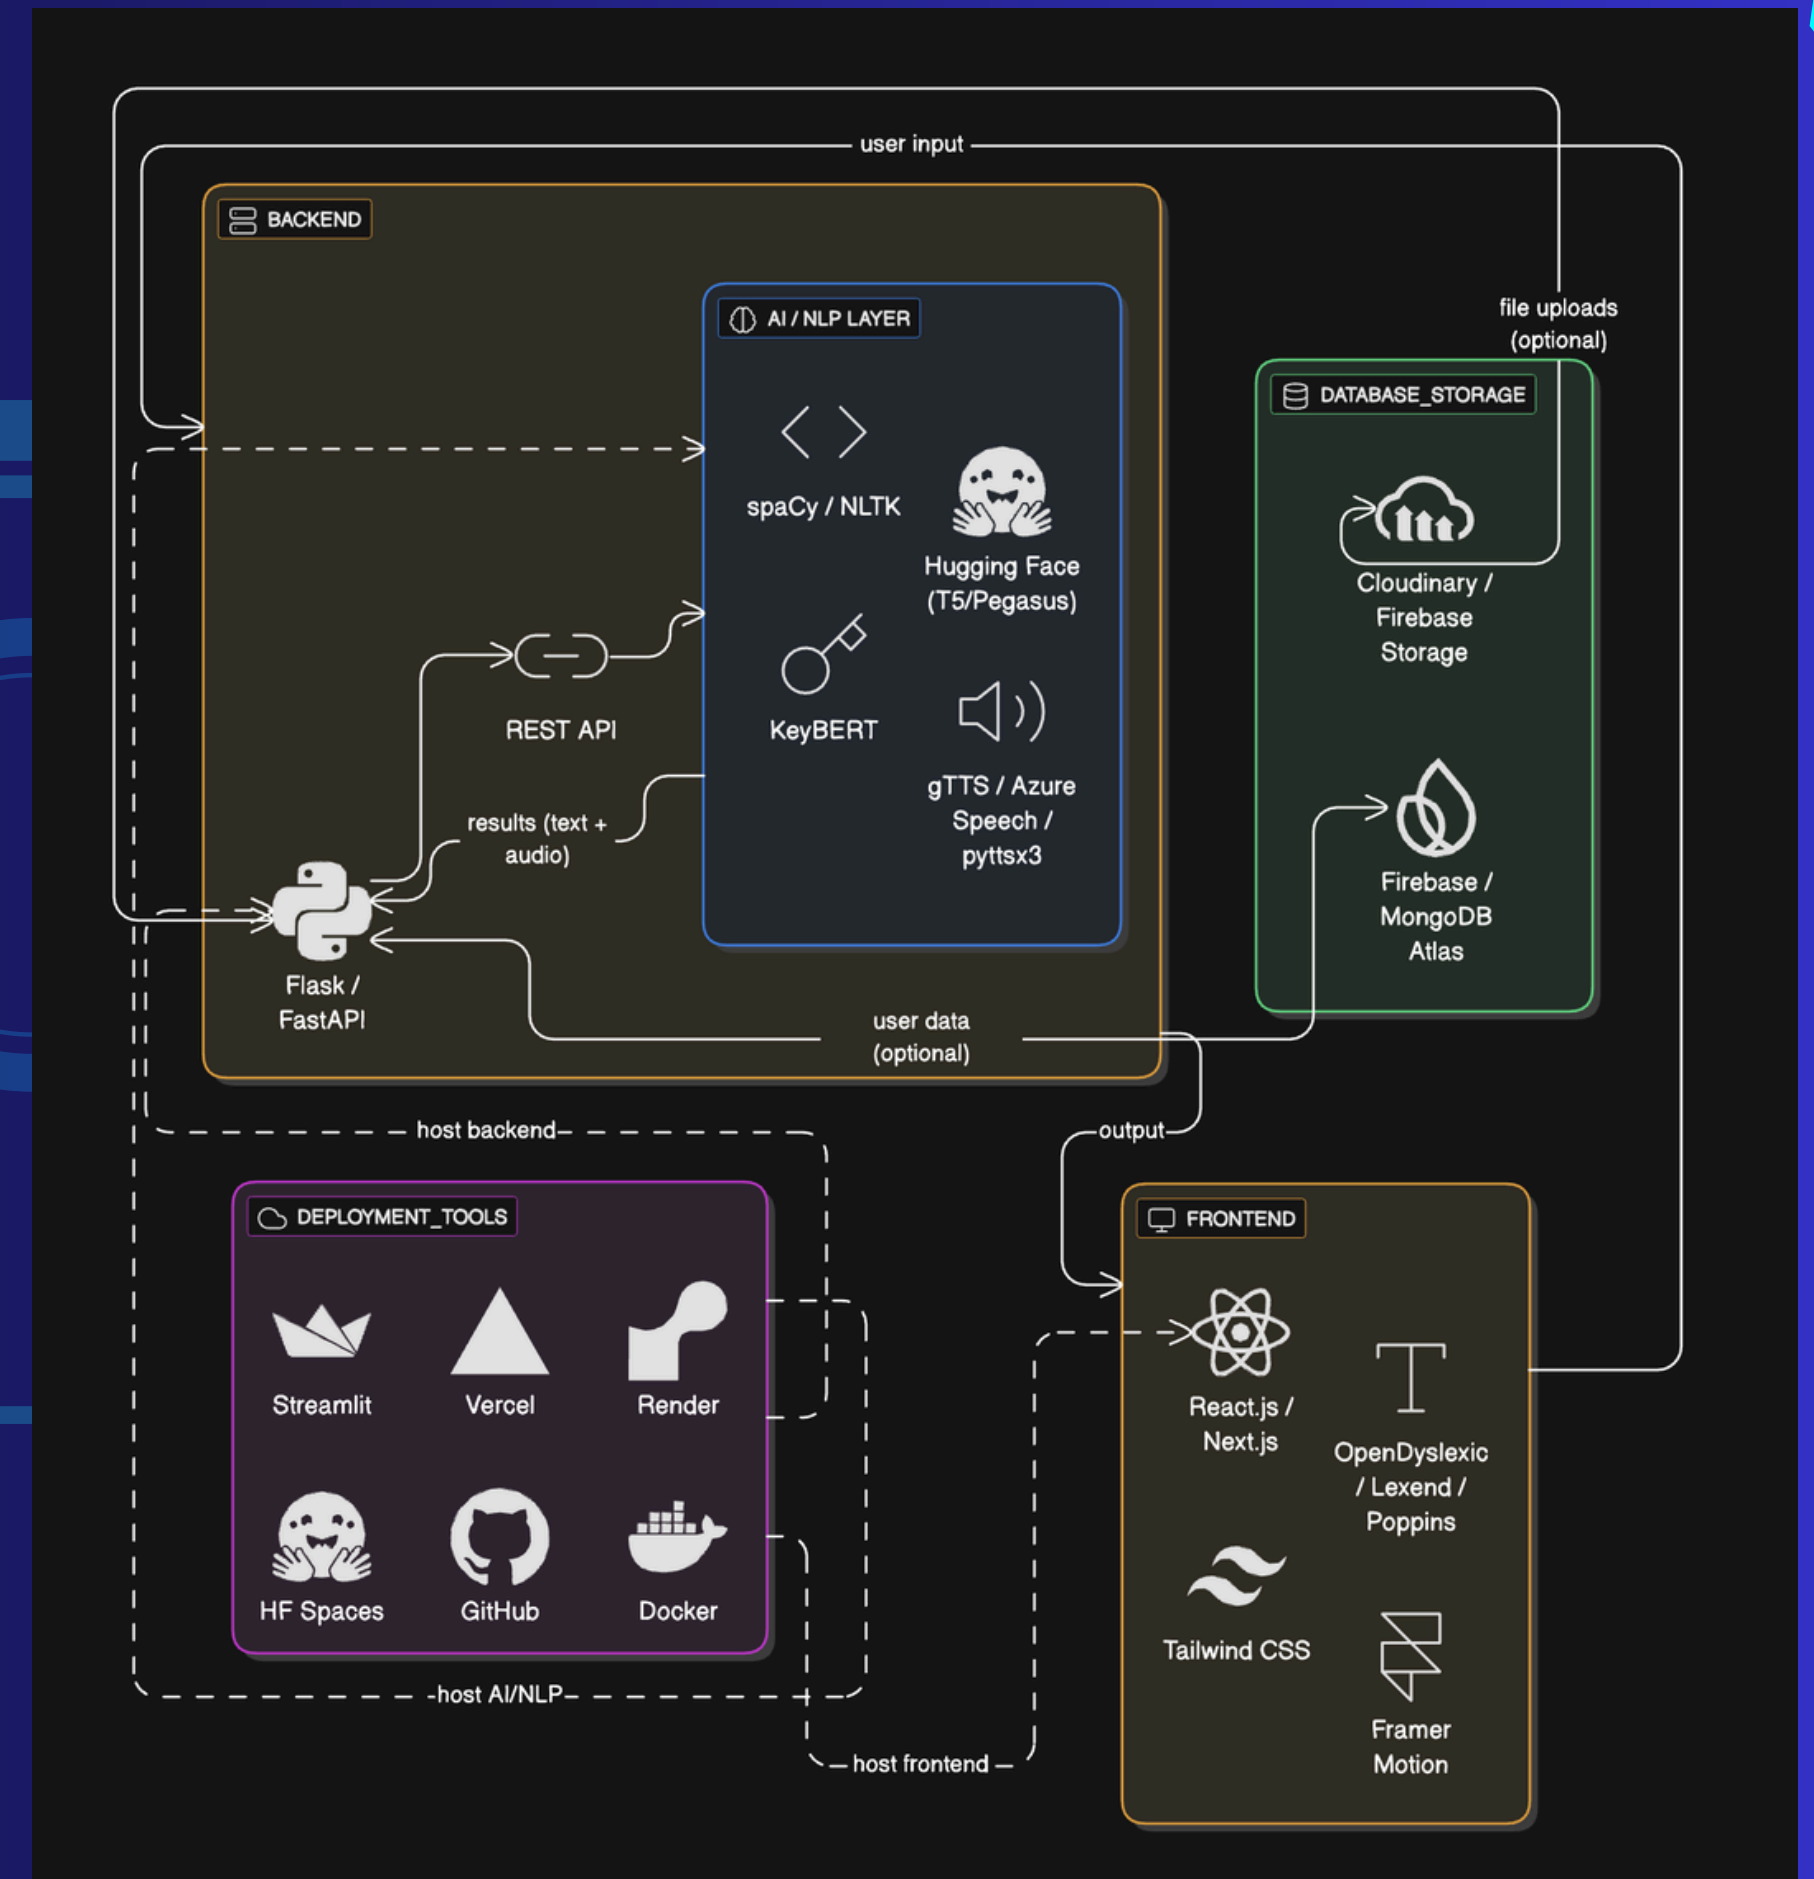 user input
BACKEND
AI / NLP LAYER
file uploads
(optional)
DATABASE_STORAGE
spaCy / NLTK
Hugging Face
(T5/Pegasus)
Cloudinary /
Firebase
Storage
REST API
KeyBERT
gTTS / Azure
Speech /
pyttsx3
results (text +
audio)
Firebase /
MongoDB
Atlas
Flask /
FastAPI
user data
(optional)
host backend
output
DEPLOYMENT_TOOLS
FRONTEND
Streamlit
Vercel
Render
React.js /
Next.js
OpenDyslexic
/ Lexend /
Poppins
HF Spaces
GitHub
Docker
Tailwind CSS
host AI/NLP
Framer
Motion
host frontend